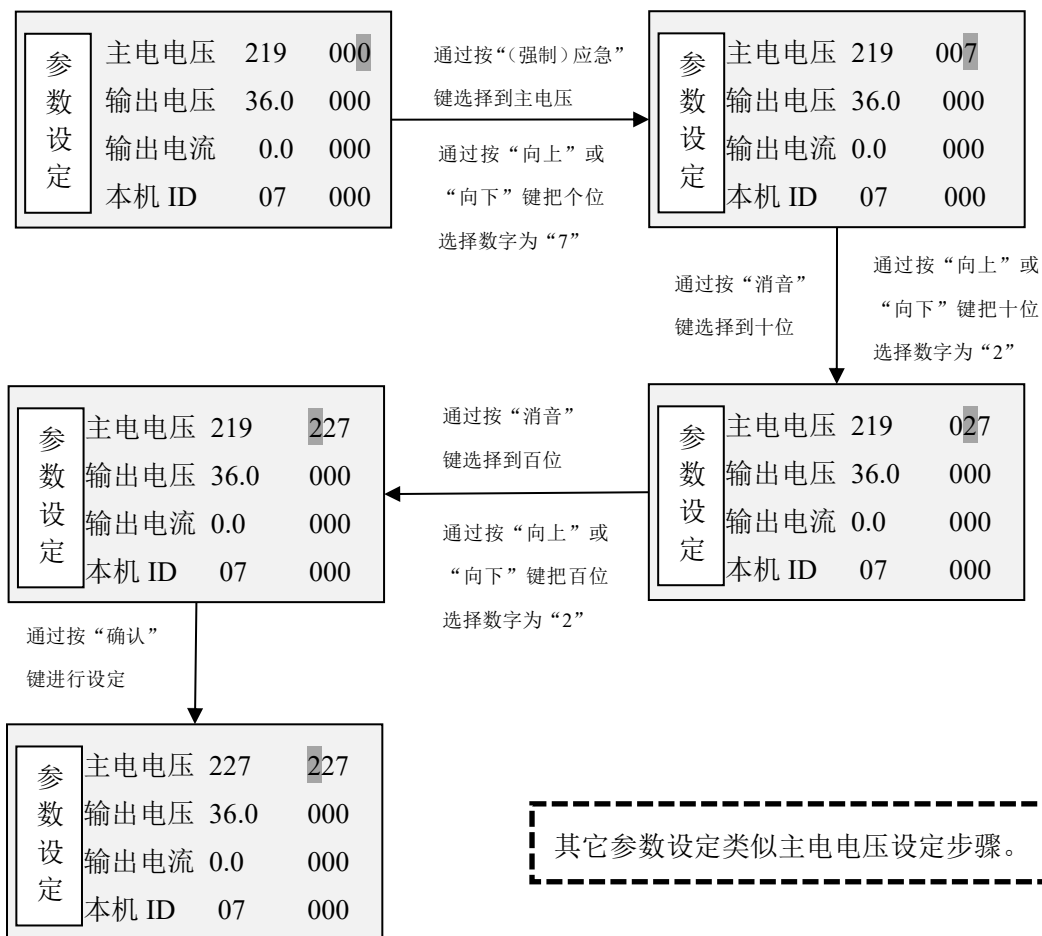 参数设定
主电电压 219 000
输出电压 36.0 000
输出电流 0.0 000
本机 ID 07 000
通过按“(强制)应急”
键选择到主电压
通过按“向上”或
“向下”键把个位
选择数字为“7”
参数设定
主电电压 219 007
输出电压 36.0 000
输出电流 0.0 000
本机 ID 07 000
通过按“消音”
键选择到十位
通过按“向上”或
“向下”键把十位
选择数字为“2”
参数设定
主电电压 219 027
输出电压 36.0 000
输出电流 0.0 000
本机 ID 07 000
通过按“消音”
键选择到百位
通过按“向上”或
“向下”键把百位
选择数字为“2”
参数设定
主电电压 219 227
输出电压 36.0 000
输出电流 0.0 000
本机 ID 07 000
通过按“确认”
键进行设定
参数设定
主电电压 227 227
输出电压 36.0 000
输出电流 0.0 000
本机 ID 07 000
其它参数设定类似主电电压设定步骤。